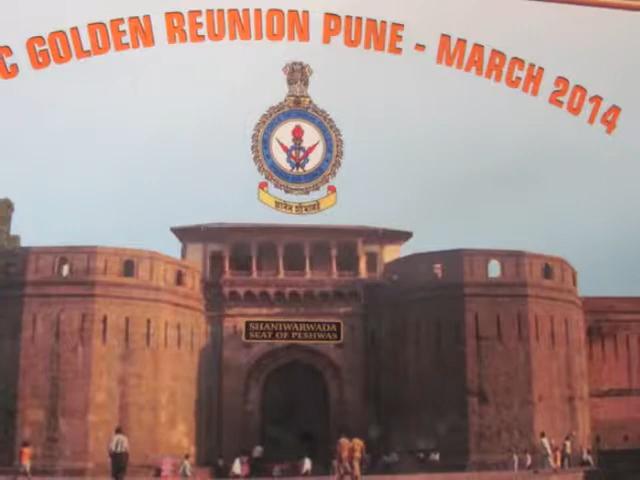 C GOLDEN REUNION PUNE - MARCH 2014
SHANIWARWADA
SEAT OF PESHWAS